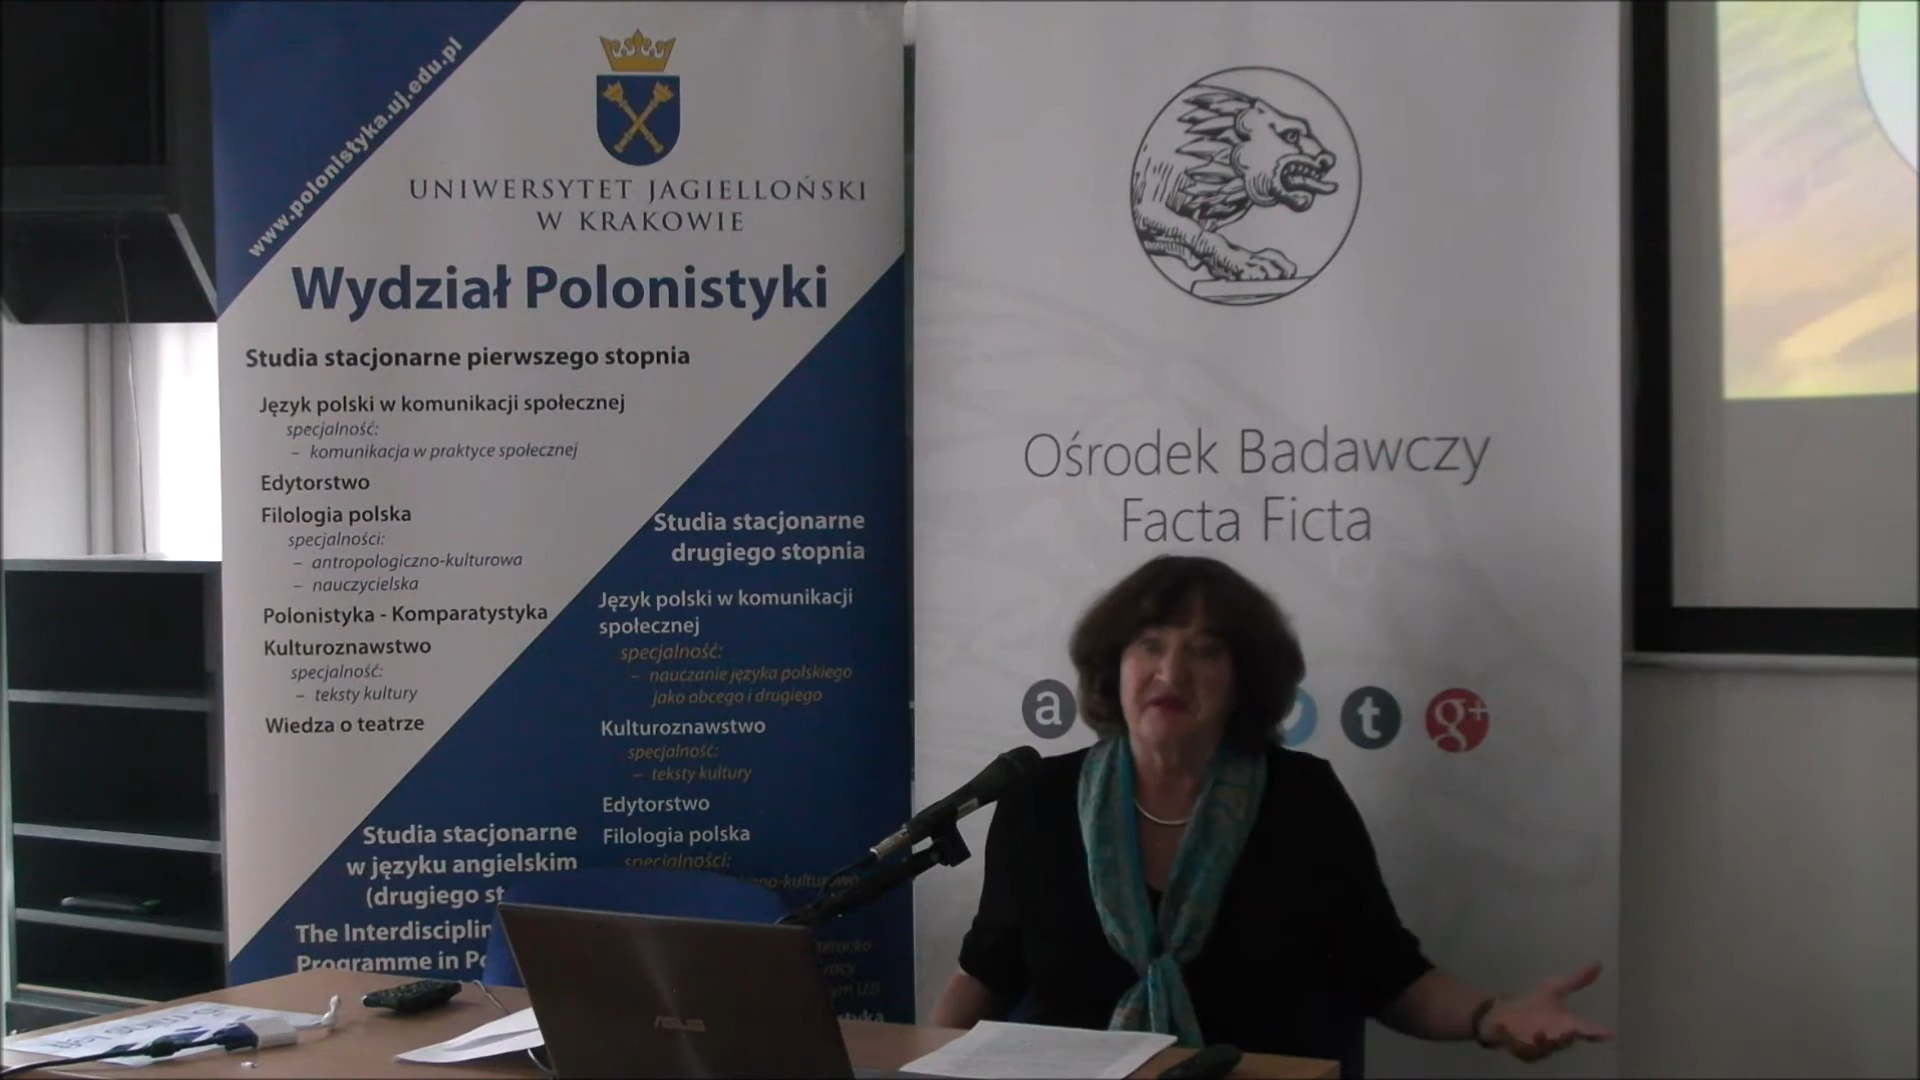 www.polonistyka.uj.edu.pl
UNIWERSYTET JAGIELLOŃSKI
W KRAKOWIE
Wydział Polonistyki
Studia stacjonarne pierwszego stopnia
Język polski w komunikacji społecznej
specjalność:
– komunikacja w praktyce społecznej
Edytorstwo
Filologia polska
specjalności:
– antropologiczno-kulturowa
– nauczycielska
Polonistyka - Komparatystyka
Kulturoznawstwo
specjalność:
– teksty kultury
Wiedza o teatrze
Studia stacjonarne
drugiego stopnia
Język polski w komunikacji
społecznej
specjalność:
– nauczanie języka polskiego
jako obcego i drugiego
Kulturoznawstwo
specjalność:
– teksty kultury
Edytorstwo
Filologia polska
specjalności:
Studia stacjonarne
w języku angielskim
(drugiego st
The Interdisciplin
Programme in Po
Ośrodek Badawczy
Facta Ficta
a
t
g+
ASUS